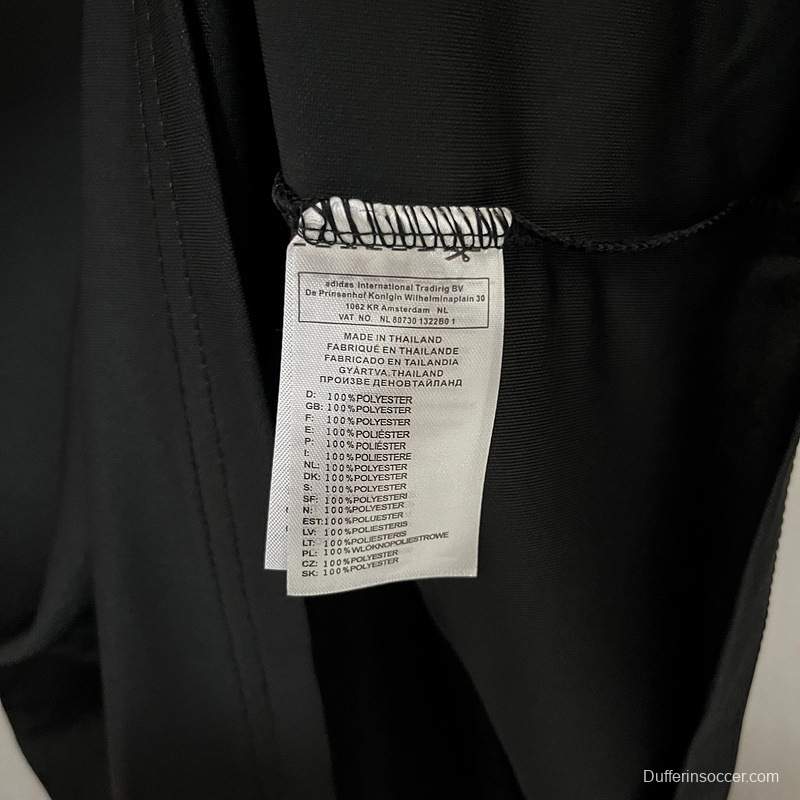 adidas International Tradirig BV
De Prinsenhof Konigin Wilhelminaplain 30
1062 KR Amsterdam NL
VAT NO. NL 80730 1322B0 1
MADE IN THAILAND
FABRIQUÉ EN THAILANDE
FABRICADO EN TAILANDIA
GYÁRTVA.THAILAND
ПРОИЗВЕ ДЕНОВТАЙЛАНД
D: 100%POLYESTER
GB: 100%POLYESTER
F: 100%POLYESTER
E: 100%POLIÉSTER
P: 100%POLIÉSTER
I: 100%POLIESTERE
NL: 100%POLYESTER
DK: 100%POLYESTER
S: 100%POLYESTER
SF: 100%POLYESTERI
N: 100%POLYESTER
EST:100%POLUESTER
LV: 100%POLIESTERIS
LT: 100%POLIESTERIS
PL: 100%WLOKNOPOLIESTROWE
CZ: 100%POLYESTER
SK: 100%POLYESTER
Dufferinsoccer.com